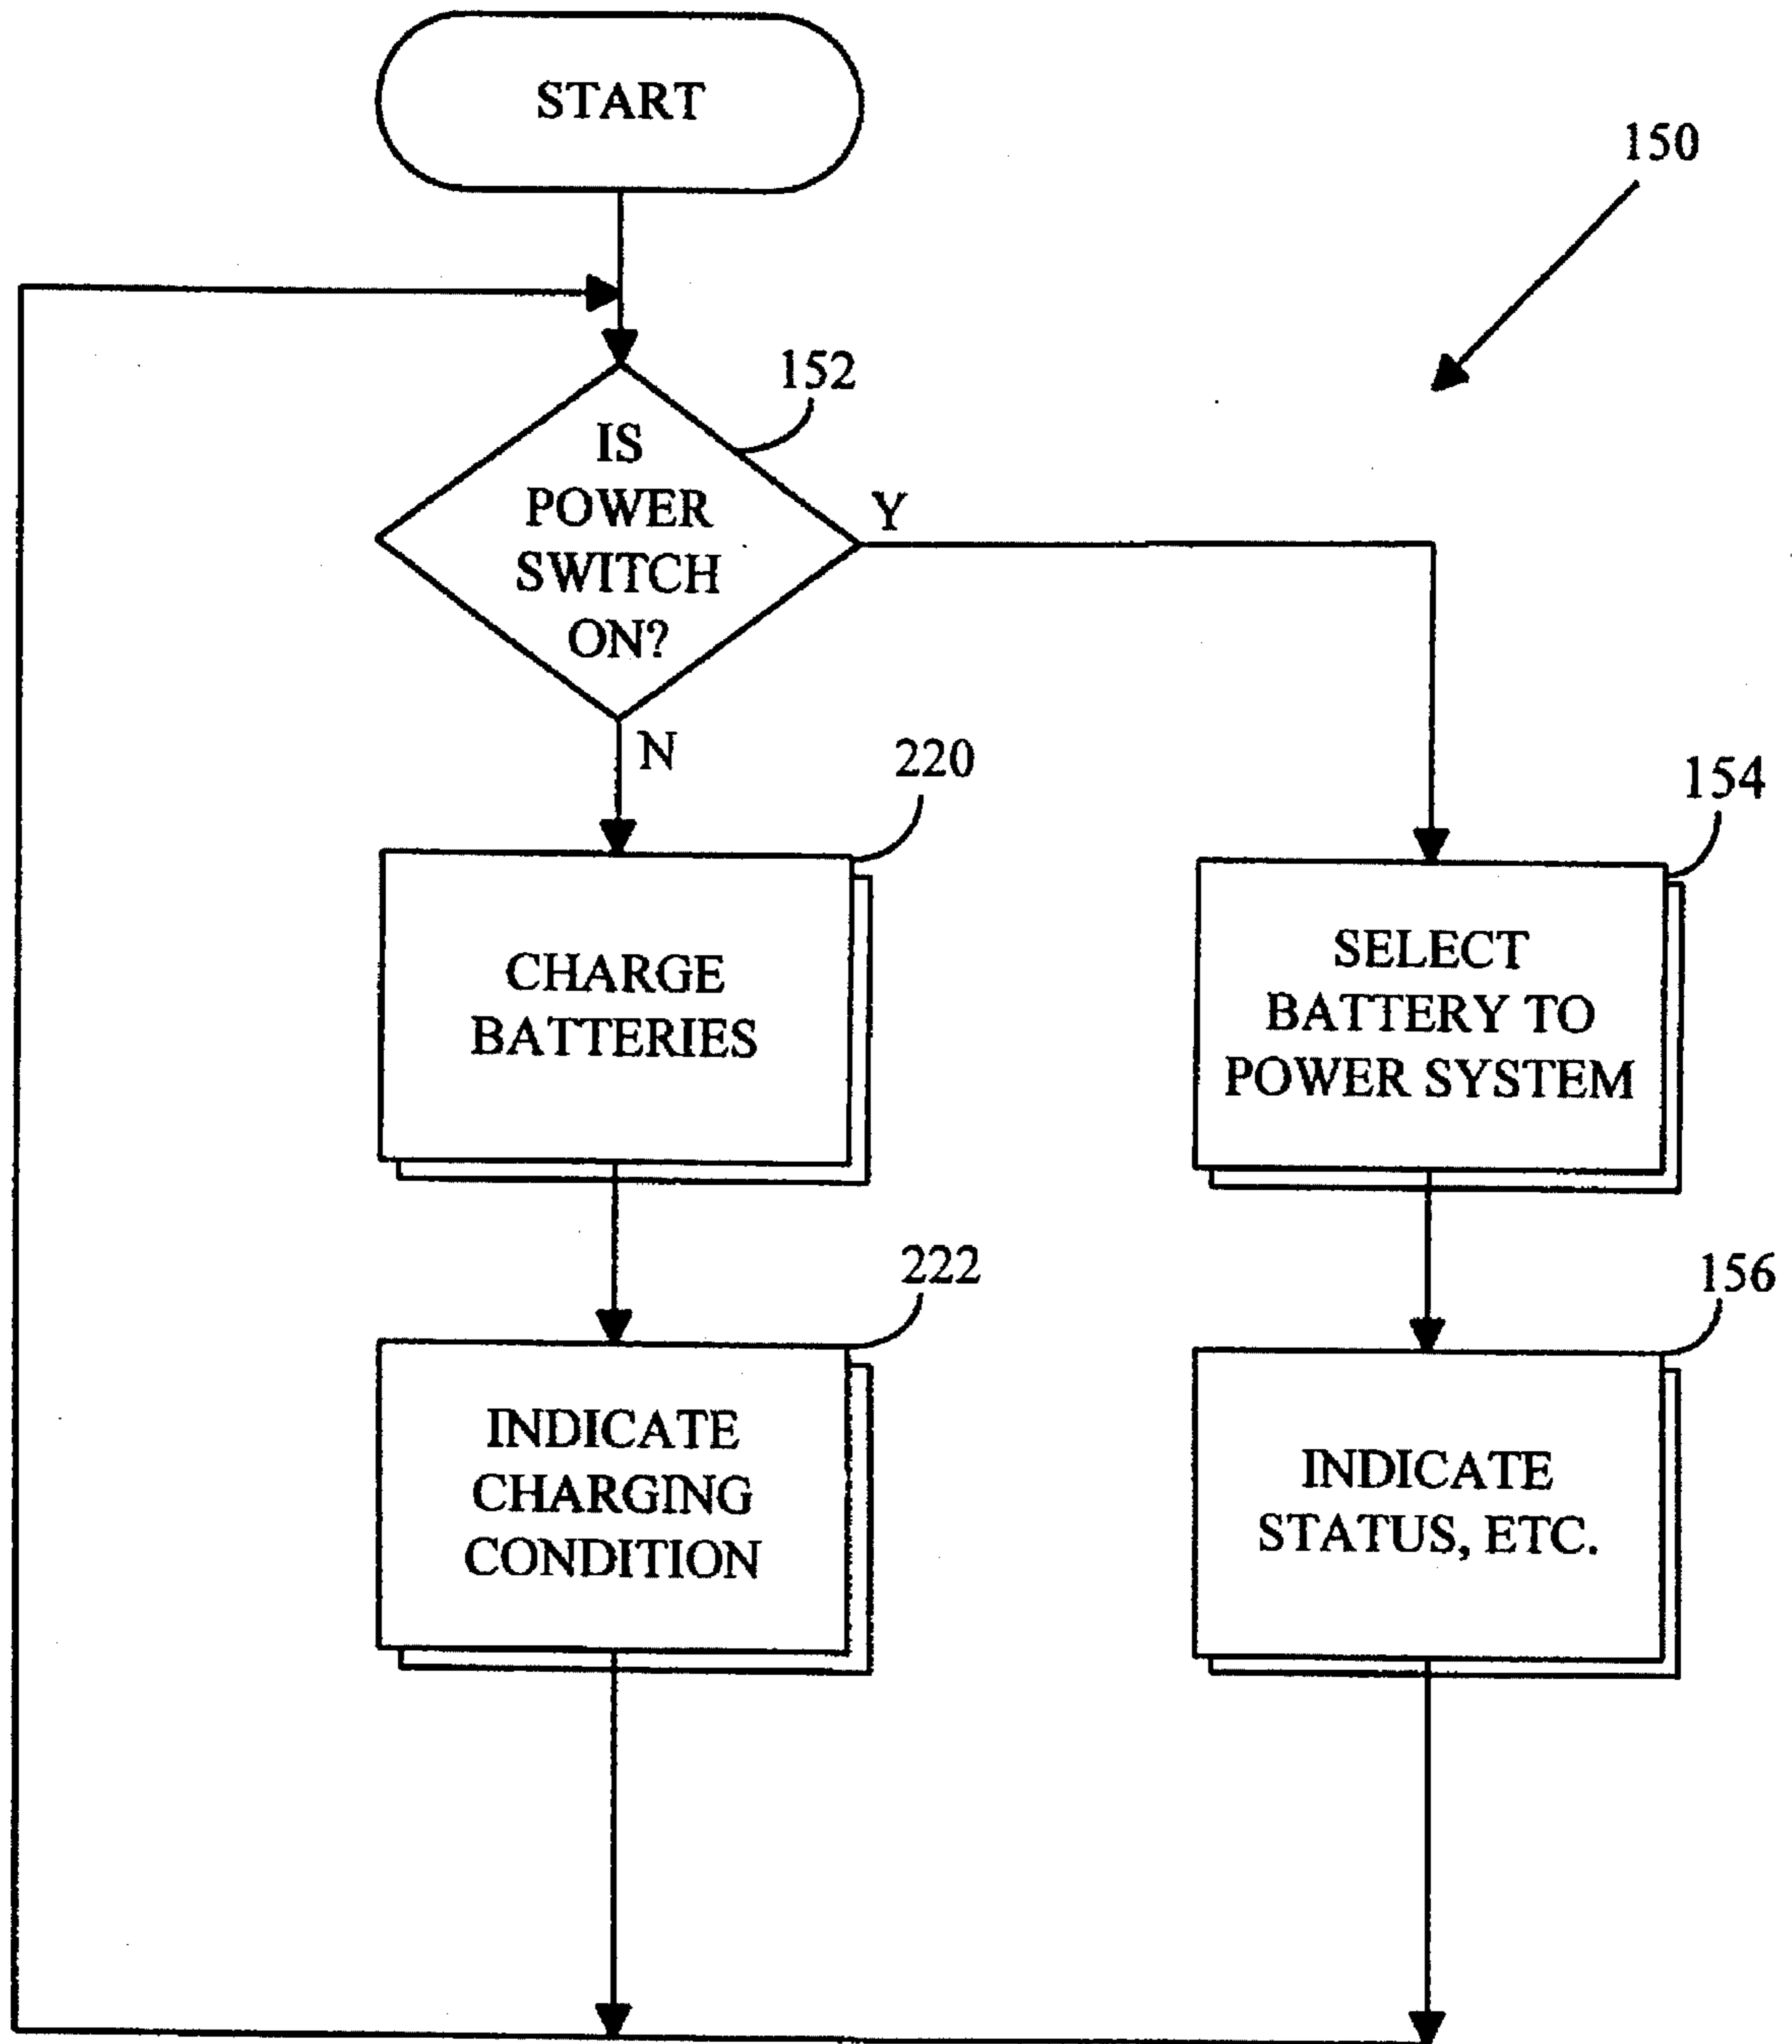 START
150
152
IS
POWER
SWITCH
ON?
Y
N
220
CHARGE
BATTERIES
154
SELECT
BATTERY TO
POWER SYSTEM
222
INDICATE
CHARGING
CONDITION
156
INDICATE
STATUS, ETC.